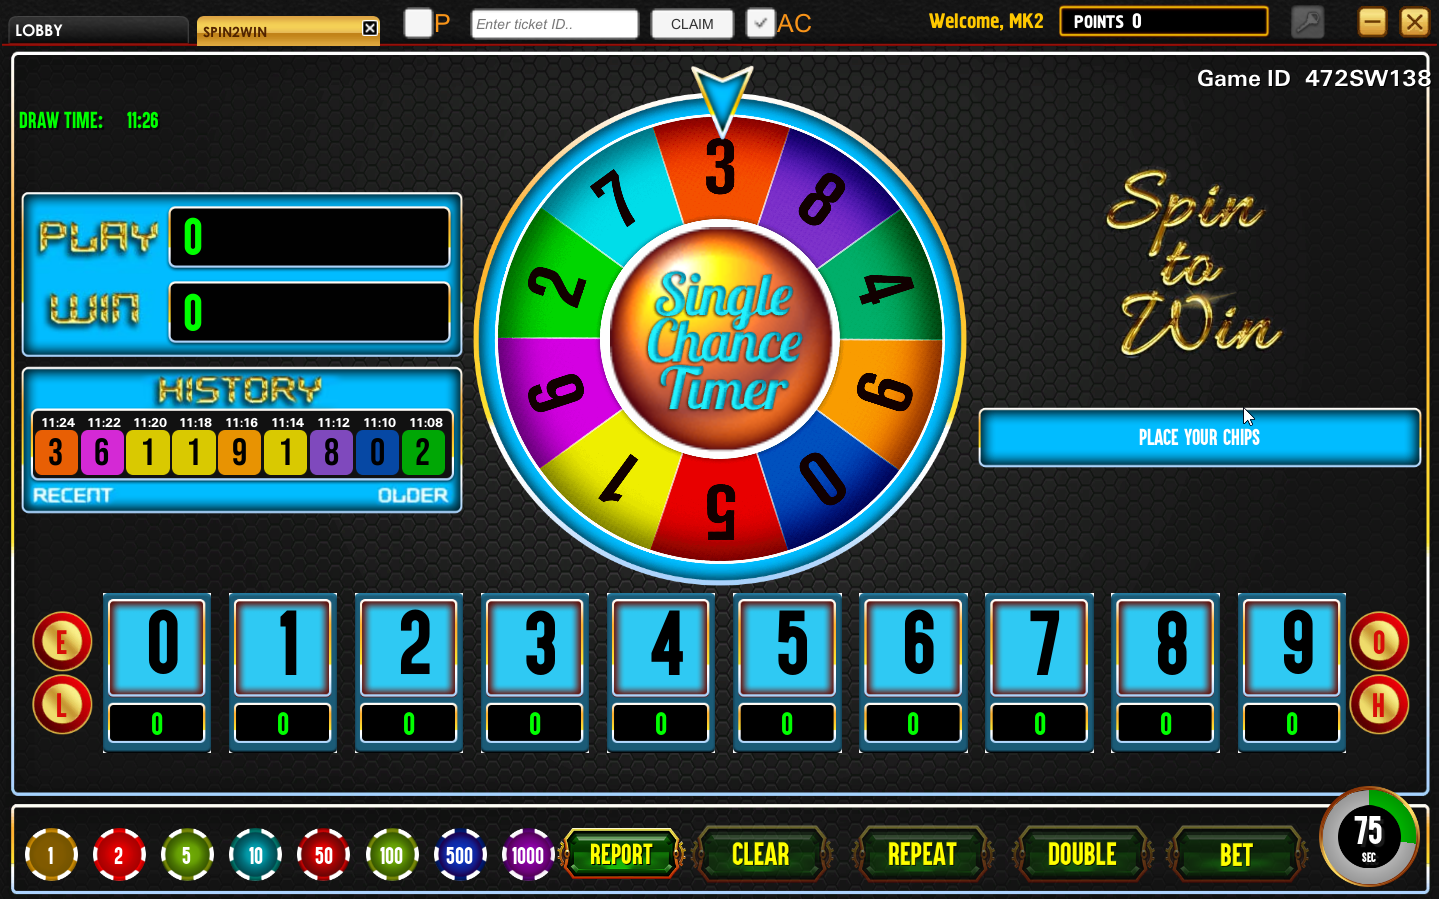 LOBBY
SPIN2WIN
P
Enter ticket ID..
CLAIM
AC
Welcome, MK2
POINTS 0
Game ID 472SW138
DRAW TIME: 11:26
PLAY 0
WIN 0
HISTORY
11:24 11:22 11:20 11:18 11:16 11:14 11:12 11:10 11:08
3 6 1 1 9 1 8 0 2
RECENT OLDER
3
8
4
9
0
5
1
6
2
7
Single
Chance
Timer
Spin
to
Win
PLACE YOUR CHIPS
E
L
0 1 2 3 4 5 6 7 8 9
0 0 0 0 0 0 0 0 0 0
O
H
1 2 5 10 50 100 500 1000
REPORT CLEAR REPEAT DOUBLE BET
75
SEC